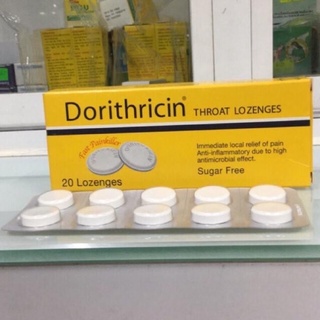 Dorithricin® THROAT LOZENGES
Fast Painkiller
Immediate local relief of pain
Anti-inflammatory due to high
antimicrobial effect.
Sugar Free
20 Lozenges